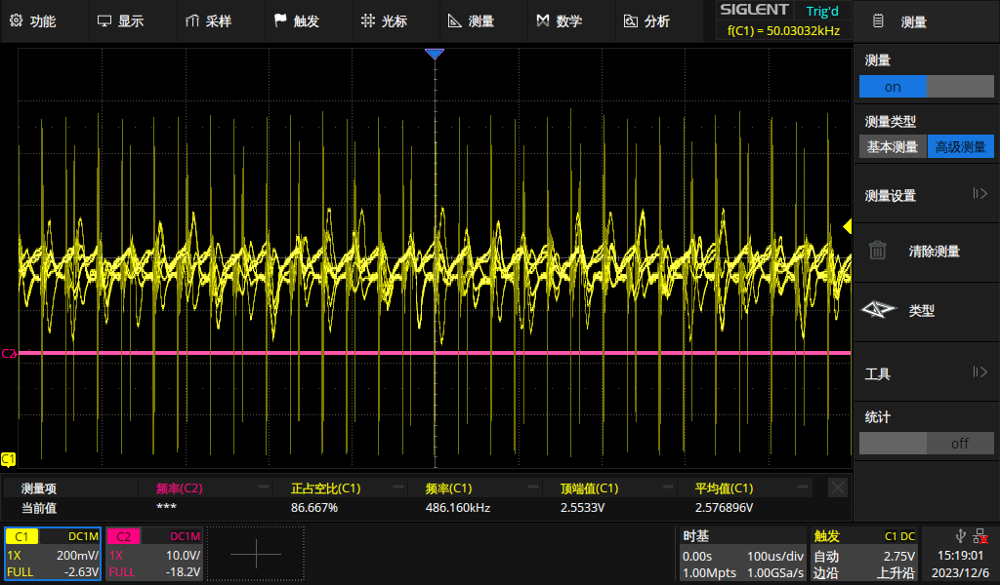 功能 显示 采样 触发 光标 测量 数学 分析 SIGLENT Trig'd 测量
f(C1) = 50.03032kHz
测量
on
测量类型
基本测量 高级测量
测量设置
清除测量
类型
工具
统计
off
C2
C1
测量项 频率(C2) 正占空比(C1) 频率(C1) 顶端值(C1) 平均值(C1)
当前值 *** 86.667% 486.160kHz 2.5533V 2.576896V
C1 DC1M
1X 200mV/
FULL -2.63V
C2 DC1M
1X 10.0V/
FULL -18.2V
时基
0.00s 100us/div
1.00Mpts 1.00GSa/s
触发 C1 DC
自动 2.75V
边沿 上升沿
15:19:01
2023/12/6